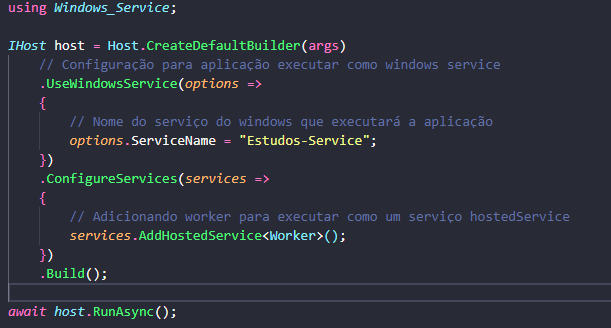 using Windows_Service;
IHost host = Host.CreateDefaultBuilder(args)
// Configuração para aplicação executar como windows service
.UseWindowsService(options =>
{
// Nome do serviço do windows que executará a aplicação
options.ServiceName = "Estudos-Service";
})
.ConfigureServices(services =>
{
// Adicionando worker para executar como um serviço hostedService
services.AddHostedService<Worker>();
})
.Build();
await host.RunAsync();